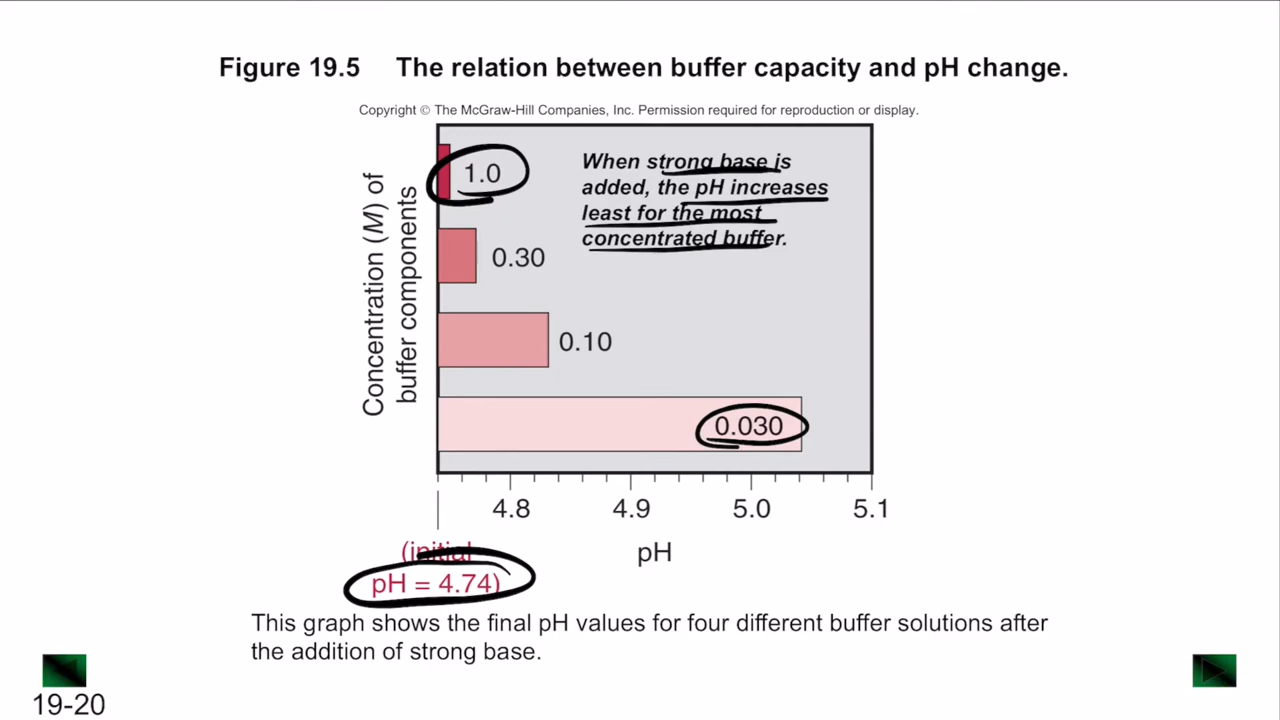 Figure 19.5 The relation between buffer capacity and pH change.
Copyright © The McGraw-Hill Companies, Inc. Permission required for reproduction or display.
Concentration (M) of
buffer components
1.0
When strong base is
added, the pH increases
least for the most
concentrated buffer.
0.30
0.10
0.030
4.8 4.9 5.0 5.1
(initial
pH = 4.74)
pH
This graph shows the final pH values for four different buffer solutions after
the addition of strong base.
19-20